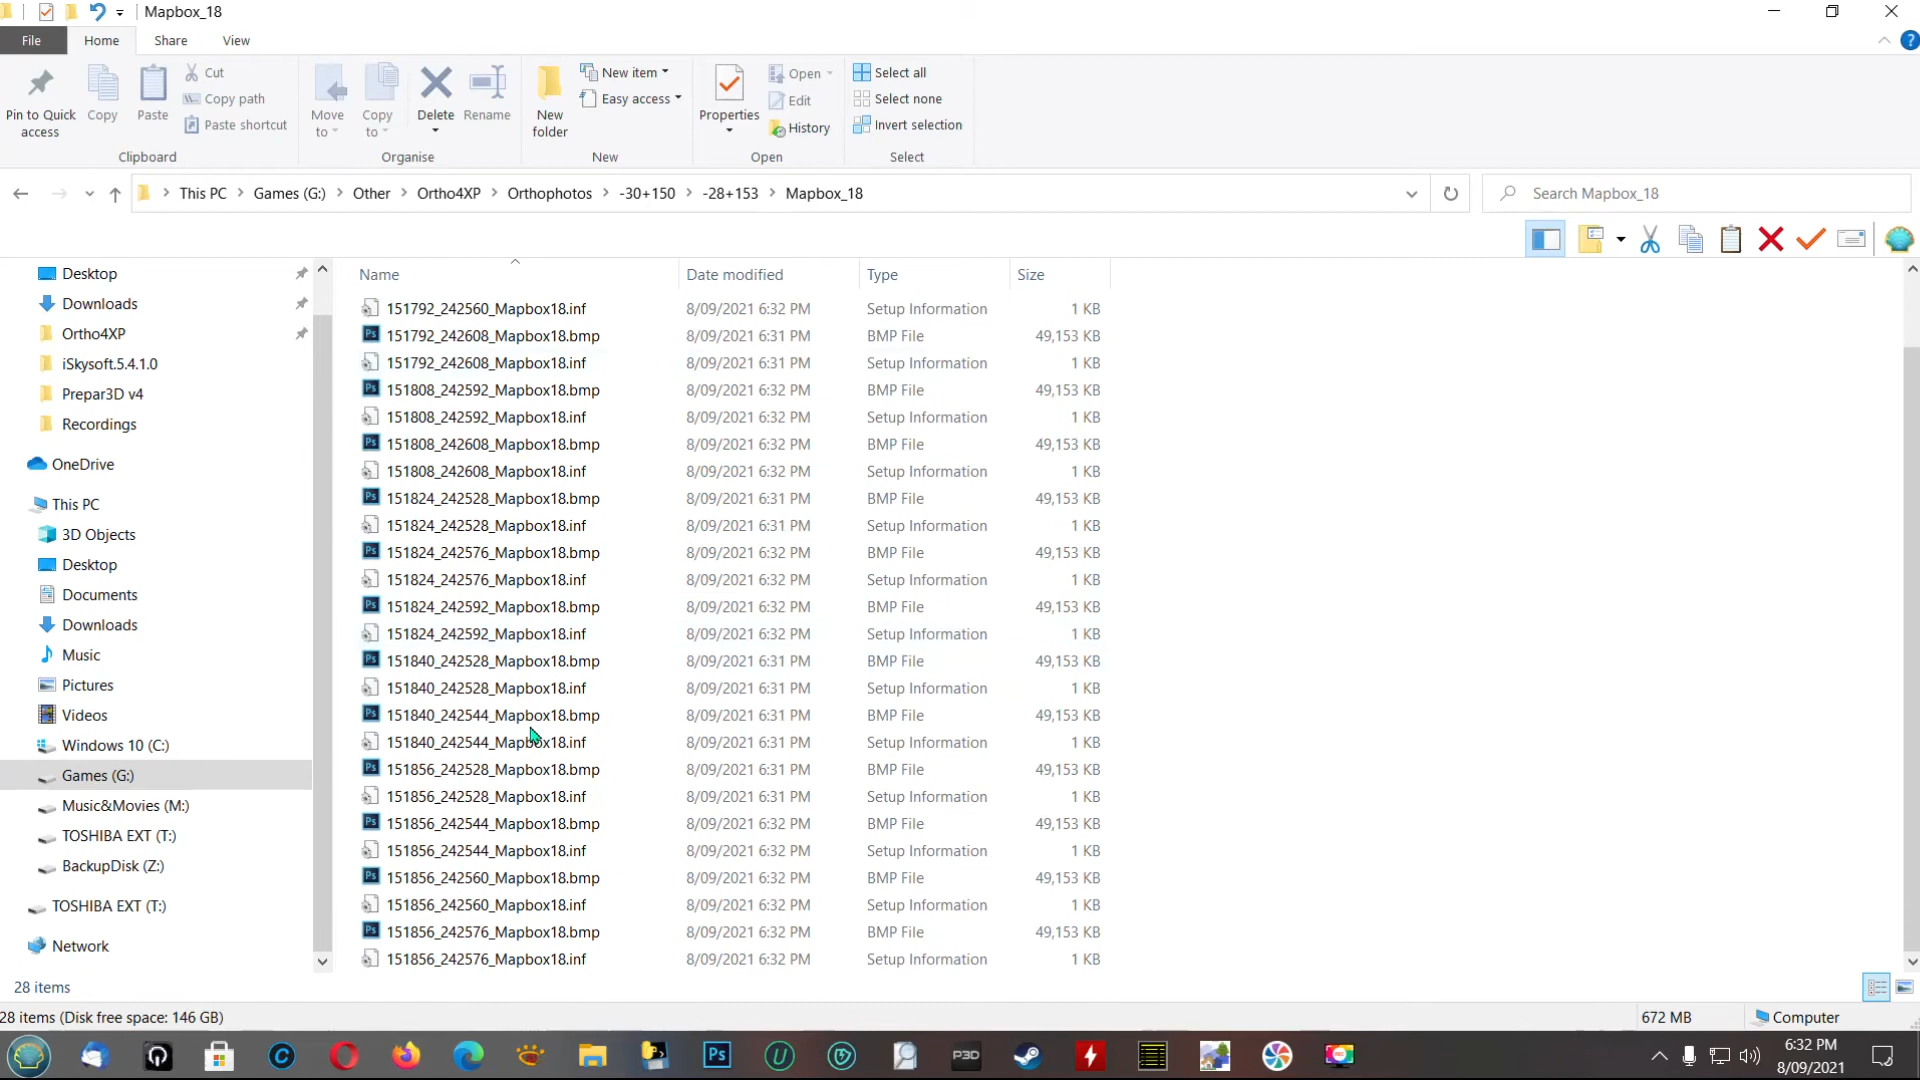 Mapbox_18
File Home Share View
Pin to Quick access
Copy
Paste
Cut
Copy path
Paste shortcut
Clipboard
Move to
Copy to
Delete
Rename
Organise
New folder
New item
Easy access
New
Properties
Open
Edit
History
Open
Select all
Select none
Invert selection
Select
This PC > Games (G:) > Other > Ortho4XP > Orthophotos > -30+150 > -28+153 > Mapbox_18
Search Mapbox_18
Desktop
Downloads
Ortho4XP
iSkysoft.5.4.1.0
Prepar3D v4
Recordings
OneDrive
This PC
3D Objects
Desktop
Documents
Downloads
Music
Pictures
Videos
Windows 10 (C:)
Games (G:)
Music&Movies (M:)
TOSHIBA EXT (T:)
BackupDisk (Z:)
TOSHIBA EXT (T:)
Network
Name Date modified Type Size
151792_242560_Mapbox18.inf 8/09/2021 6:32 PM Setup Information 1 KB
151792_242608_Mapbox18.bmp 8/09/2021 6:31 PM BMP File 49,153 KB
151792_242608_Mapbox18.inf 8/09/2021 6:31 PM Setup Information 1 KB
151808_242592_Mapbox18.bmp 8/09/2021 6:32 PM BMP File 49,153 KB
151808_242592_Mapbox18.inf 8/09/2021 6:32 PM Setup Information 1 KB
151808_242608_Mapbox18.bmp 8/09/2021 6:32 PM BMP File 49,153 KB
151808_242608_Mapbox18.inf 8/09/2021 6:32 PM Setup Information 1 KB
151824_242528_Mapbox18.bmp 8/09/2021 6:31 PM BMP File 49,153 KB
151824_242528_Mapbox18.inf 8/09/2021 6:31 PM Setup Information 1 KB
151824_242576_Mapbox18.bmp 8/09/2021 6:32 PM BMP File 49,153 KB
151824_242576_Mapbox18.inf 8/09/2021 6:32 PM Setup Information 1 KB
151824_242592_Mapbox18.bmp 8/09/2021 6:32 PM BMP File 49,153 KB
151824_242592_Mapbox18.inf 8/09/2021 6:32 PM Setup Information 1 KB
151840_242528_Mapbox18.bmp 8/09/2021 6:31 PM BMP File 49,153 KB
151840_242528_Mapbox18.inf 8/09/2021 6:31 PM Setup Information 1 KB
151840_242544_Mapbox18.bmp 8/09/2021 6:31 PM BMP File 49,153 KB
151840_242544_Mapbox18.inf 8/09/2021 6:31 PM Setup Information 1 KB
151856_242528_Mapbox18.bmp 8/09/2021 6:31 PM BMP File 49,153 KB
151856_242528_Mapbox18.inf 8/09/2021 6:31 PM Setup Information 1 KB
151856_242544_Mapbox18.bmp 8/09/2021 6:32 PM BMP File 49,153 KB
151856_242544_Mapbox18.inf 8/09/2021 6:32 PM Setup Information 1 KB
151856_242560_Mapbox18.bmp 8/09/2021 6:32 PM BMP File 49,153 KB
151856_242560_Mapbox18.inf 8/09/2021 6:32 PM Setup Information 1 KB
151856_242576_Mapbox18.bmp 8/09/2021 6:32 PM BMP File 49,153 KB
151856_242576_Mapbox18.inf 8/09/2021 6:32 PM Setup Information 1 KB
28 items
28 items (Disk free space: 146 GB) 672 MB Computer
Ps P3D 6:32 PM
8/09/2021